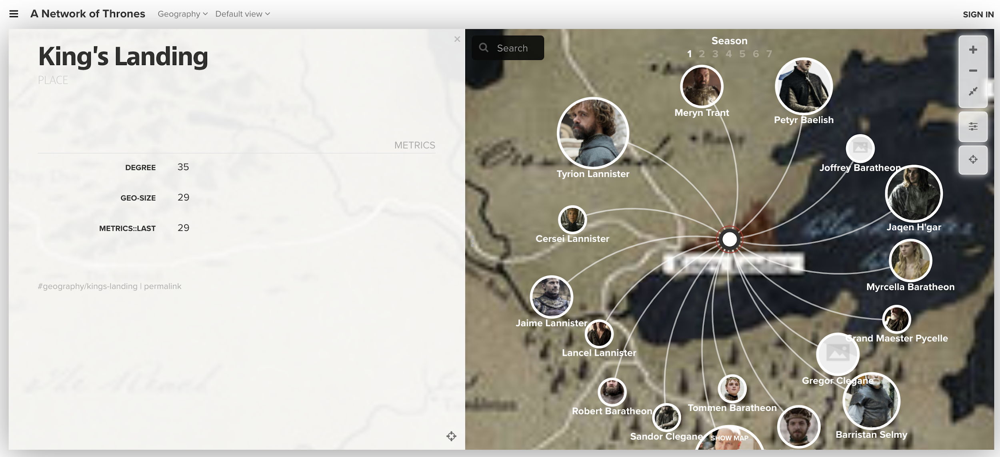 A Network of Thrones Geography Default view SIGN IN
King's Landing
PLACE
METRICS
DEGREE 35
GEO-SIZE 29
METRICS::LAST 29
#geography/kings-landing | permalink
Search
Season
1 2 3 4 5 6 7
Meryn Trant
Petyr Baelish
Joffrey Baratheon
Tyrion Lannister
Jaqen H'gar
Cersei Lannister
Myrcella Baratheon
Jaime Lannister
Grand Maester Pycelle
Lancel Lannister
Gregor Clegane
Robert Baratheon
Tommen Baratheon
Sandor Clegane
SHOW MAP
Barristan Selmy